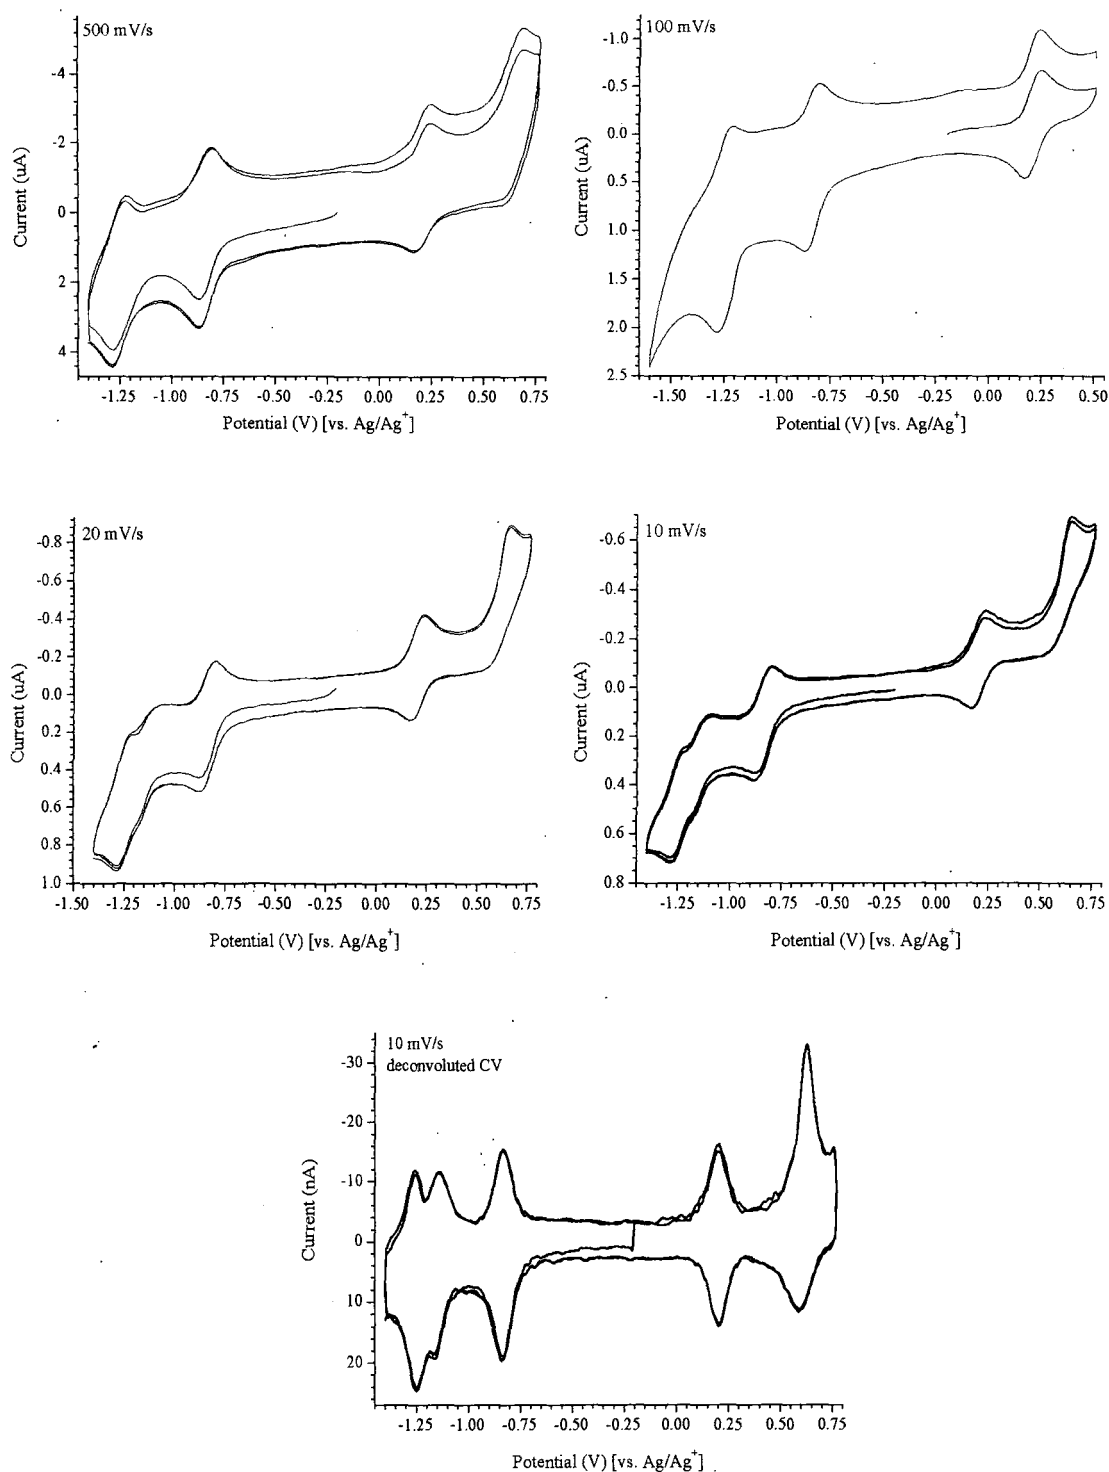 500 mV/s
-4
-2
0
2
4
Current (uA)
-1.25 -1.00 -0.75 -0.50 -0.25 0.00 0.25 0.50 0.75
Potential (V) [vs. Ag/Ag+]
100 mV/s
-1.0
-0.5
0.0
0.5
1.0
1.5
2.0
2.5
Current (uA)
-1.50 -1.25 -1.00 -0.75 -0.50 -0.25 0.00 0.25 0.50
Potential (V) [vs. Ag/Ag+]
20 mV/s
-0.8
-0.6
-0.4
-0.2
0.0
0.2
0.4
0.6
0.8
1.0
Current (uA)
-1.50 -1.25 -1.00 -0.75 -0.50 -0.25 0.00 0.25 0.50 0.75
Potential (V) [vs. Ag/Ag+]
10 mV/s
-0.6
-0.4
-0.2
0.0
0.2
0.4
0.6
0.8
Current (uA)
-1.25 -1.00 -0.75 -0.50 -0.25 0.00 0.25 0.50 0.75
Potential (V) [vs. Ag/Ag+]
10 mV/s
deconvoluted CV
-30
-20
-10
0
10
20
Current (nA)
-1.25 -1.00 -0.75 -0.50 -0.25 0.00 0.25 0.50 0.75
Potential (V) [vs. Ag/Ag+]